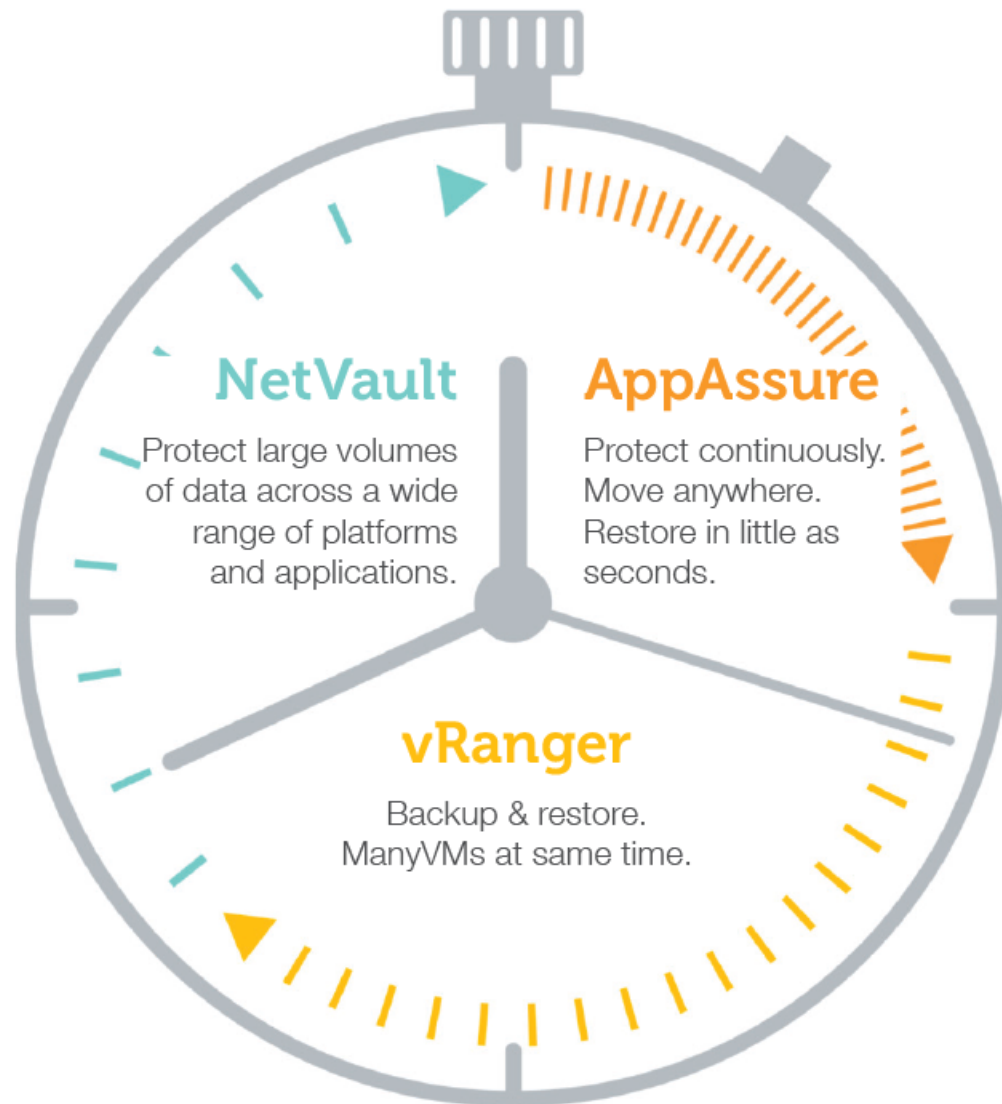 NetVault
Protect large volumes
of data across a wide
range of platforms
and applications.
AppAssure
Protect continuously.
Move anywhere.
Restore in little as
seconds.
vRanger
Backup & restore.
ManyVMs at same time.